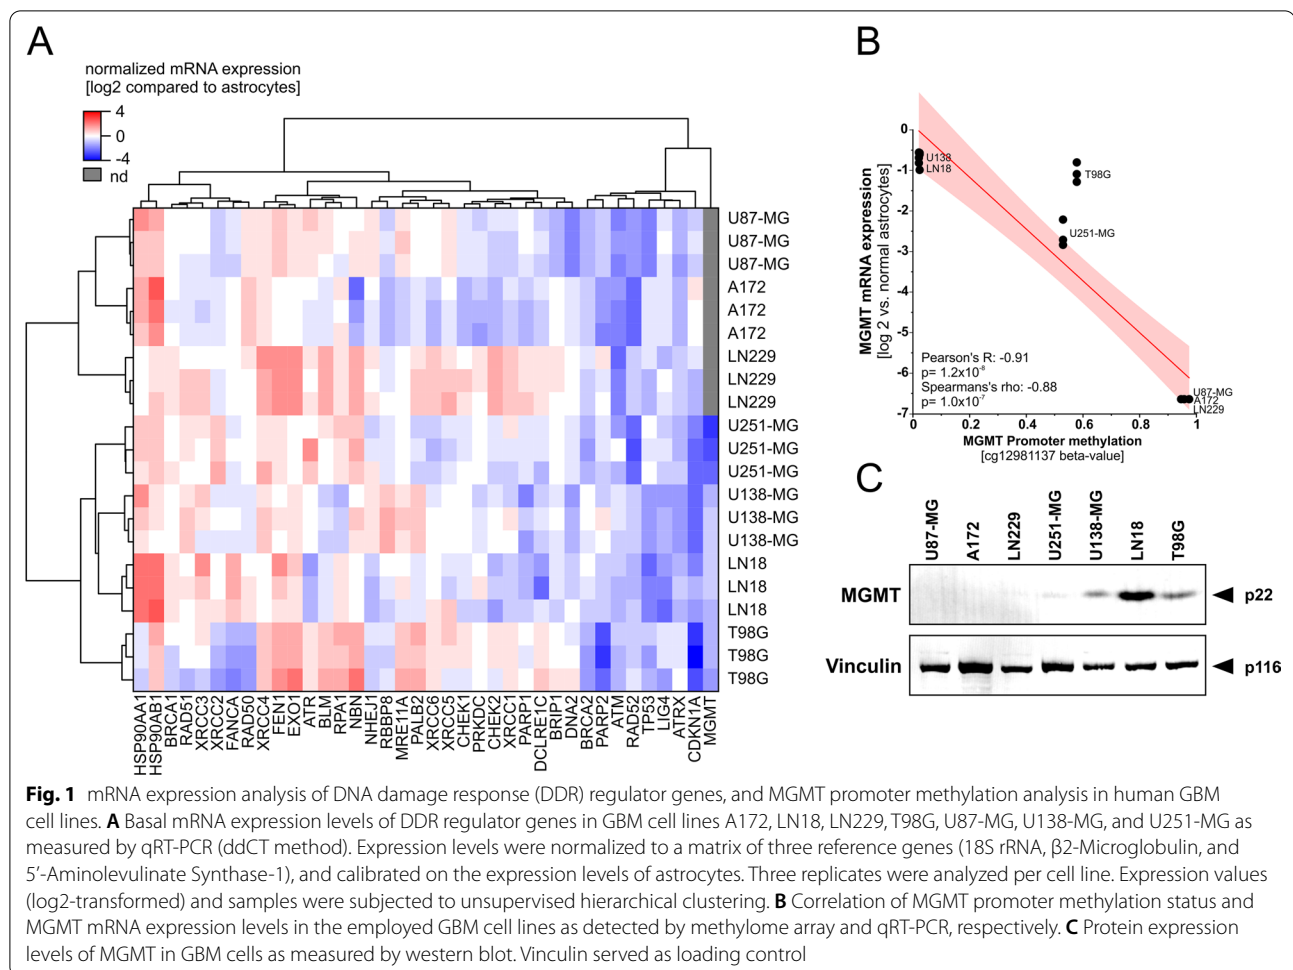 A
normalized mRNA expression
[log2 compared to astrocytes]
4
0
-4
nd
U87-MG
U87-MG
U87-MG
A172
A172
A172
LN229
LN229
LN229
U251-MG
U251-MG
U251-MG
U138-MG
U138-MG
U138-MG
LN18
LN18
LN18
T98G
T98G
T98G
HSP90AA1
HSP90AB1
BRCA1
RAD51
XRCC3
XRCC2
FANCA
RAD50
XRCC4
FEN1
EXO1
ATR
BLM
RPA1
NBN
NHEJ1
RBBP8
MRE11A
PALB2
XRCC6
XRCC5
CHEK1
PRKDC
CHEK2
XRCC1
PARP1
DCLRE1C
BRIP1
DNA2
BRCA2
PARP2
ATM
RAD52
TP53
LIG4
ATRX
CDKN1A
MGMT
B
MGMT mRNA expression
[log 2 vs. normal astrocytes]
0
-1
-2
-3
-4
-5
-6
-7
U138
LN18
T98G
U251-MG
Pearson's R: -0.91
p= 1.2x10⁻⁸
Spearmans's rho: -0.88
p= 1.0x10⁻⁷
U87-MG
A172
LN229
0
0.2
0.4
0.6
0.8
1
MGMT Promoter methylation
[cg12981137 beta-value]
C
U87-MG
A172
LN229
U251-MG
U138-MG
LN18
T98G
MGMT
p22
Vinculin
p116
Fig. 1 mRNA expression analysis of DNA damage response (DDR) regulator genes, and MGMT promoter methylation analysis in human GBM
cell lines. A Basal mRNA expression levels of DDR regulator genes in GBM cell lines A172, LN18, LN229, T98G, U87-MG, U138-MG, and U251-MG as
measured by qRT-PCR (ddCT method). Expression levels were normalized to a matrix of three reference genes (18S rRNA, β2-Microglobulin, and
5′-Aminolevulinate Synthase-1), and calibrated on the expression levels of astrocytes. Three replicates were analyzed per cell line. Expression values
(log2-transformed) and samples were subjected to unsupervised hierarchical clustering. B Correlation of MGMT promoter methylation status and
MGMT mRNA expression levels in the employed GBM cell lines as detected by methylome array and qRT-PCR, respectively. C Protein expression
levels of MGMT in GBM cells as measured by western blot. Vinculin served as loading control